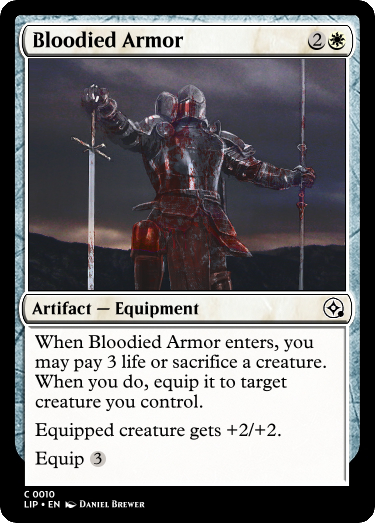 Bloodied Armor 2
Artifact — Equipment
When Bloodied Armor enters, you
may pay 3 life or sacrifice a creature.
When you do, equip it to target
creature you control.
Equipped creature gets +2/+2.
Equip 3
C 0010
LIP • EN Daniel Brewer